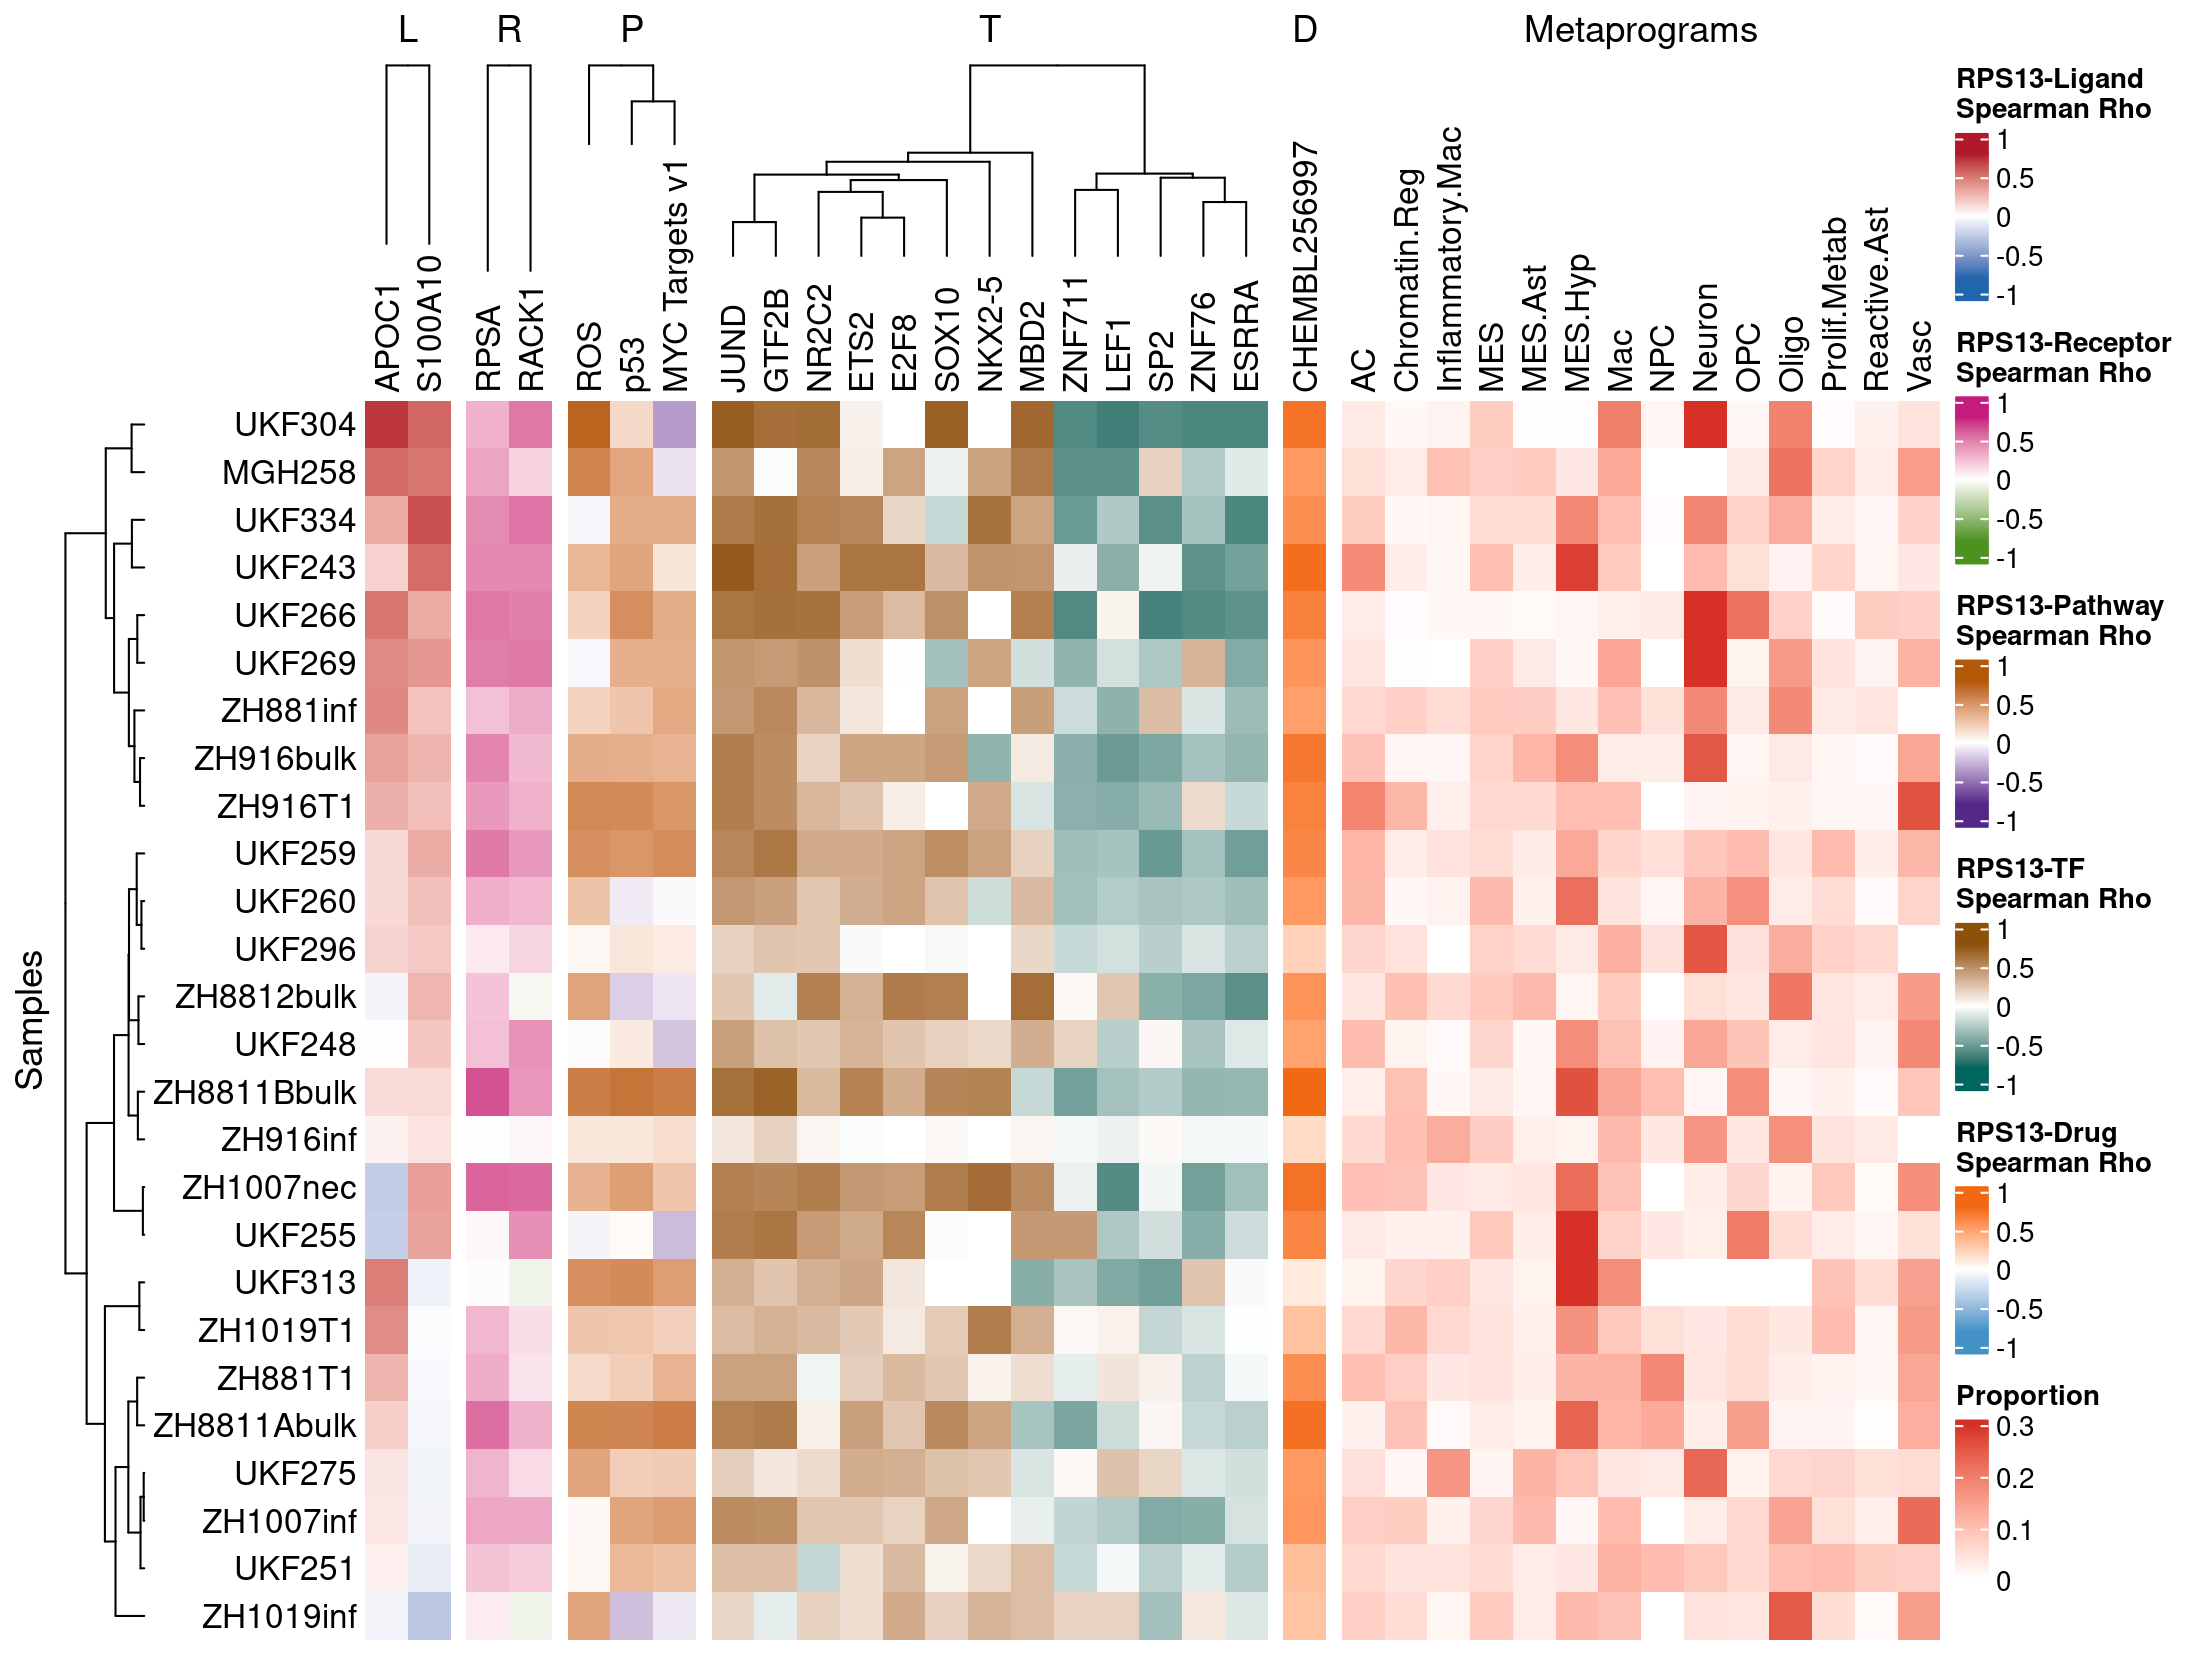 L R P T D Metaprograms
APOC1
S100A10
RPSA
RACK1
ROS
p53
MYC Targets v1
JUND
GTF2B
NR2C2
ETS2
E2F8
SOX10
NKX2-5
MBD2
ZNF711
LEF1
SP2
ZNF76
ESRRA
CHEMBL256997
AC
Chromatin.Reg
Inflammatory.Mac
MES
MES.Ast
MES.Hyp
Mac
NPC
Neuron
OPC
Oligo
Prolif.Metab
Reactive.Ast
Vasc
Samples
UKF304
MGH258
UKF334
UKF243
UKF266
UKF269
ZH881inf
ZH916bulk
ZH916T1
UKF259
UKF260
UKF296
ZH8812bulk
UKF248
ZH8811Bbulk
ZH916inf
ZH1007nec
UKF255
UKF313
ZH1019T1
ZH881T1
ZH8811Abulk
UKF275
ZH1007inf
UKF251
ZH1019inf
RPS13-Ligand
Spearman Rho
1
0.5
0
-0.5
-1
RPS13-Receptor
Spearman Rho
1
0.5
0
-0.5
-1
RPS13-Pathway
Spearman Rho
1
0.5
0
-0.5
-1
RPS13-TF
Spearman Rho
1
0.5
0
-0.5
-1
RPS13-Drug
Spearman Rho
1
0.5
0
-0.5
-1
Proportion
0.3
0.2
0.1
0